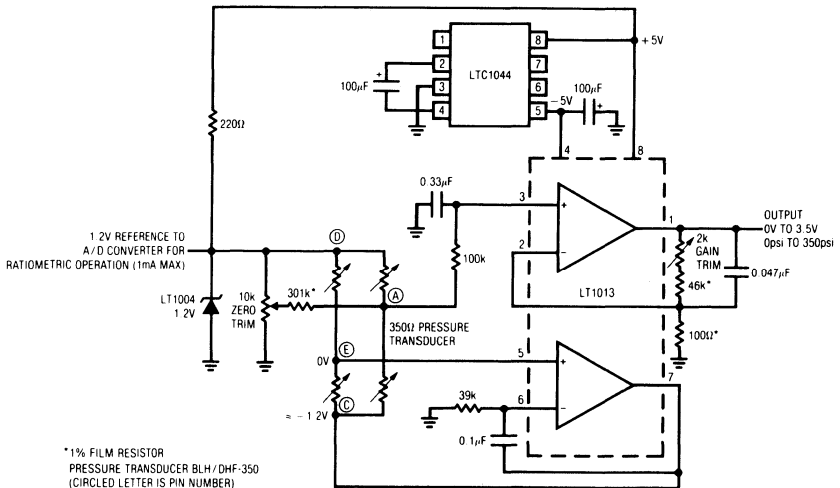 1
2
3
4
8
7
6
5
LTC1044
+5V
-5V
100µF
+
100µF
+
220Ω
4
8
0.33µF
3
+
2
−
1
OUTPUT
0V TO 3.5V
0psi TO 350psi
2k
GAIN
TRIM
46k*
0.047µF
100Ω*
LT1013
100k
1.2V REFERENCE TO
A/D CONVERTER FOR
RATIOMETRIC OPERATION (1mA MAX)
D
LT1004
1.2V
10k
ZERO
TRIM
301k*
A
350Ω PRESSURE
TRANSDUCER
0V
E
C
≈ −1.2V
5
+
6
−
7
39k
0.1µF
*1% FILM RESISTOR
PRESSURE TRANSDUCER BLH/DHF-350
(CIRCLED LETTER IS PIN NUMBER)